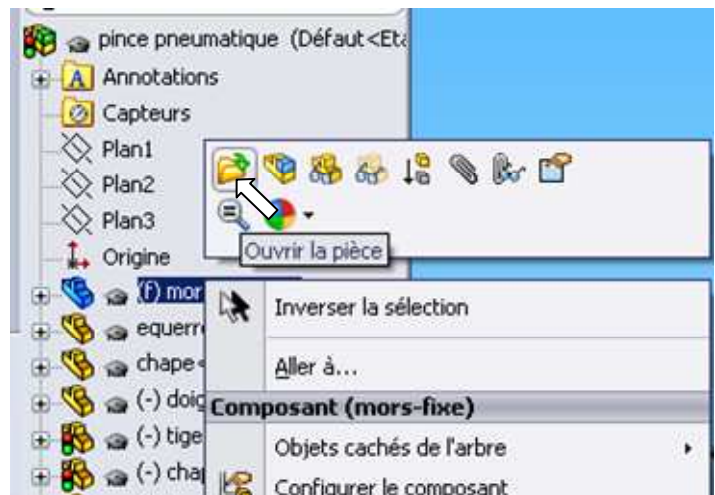 pince pneumatique (Défaut<Eta
Annotations
Capteurs
Plan1
Plan2
Plan3
Ouvrir la pièce
Origine
(f) mor
Inverser la sélection
equerre
Aller à...
chape<
(-) doig
Composant (mors-fixe)
(-) tige
Objets cachés de l'arbre
(-) chap
Configurer le composant